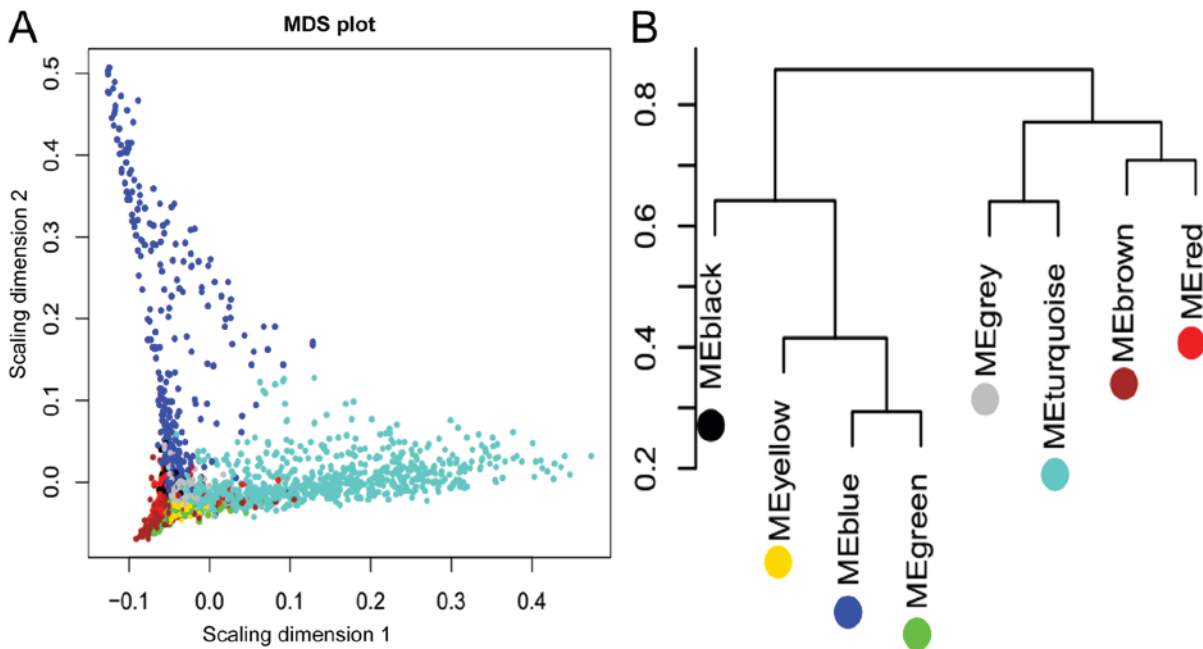 A
MDS plot
Scaling dimension 2
0.5
0.4
0.3
0.2
0.1
0.0
−0.1
0.0
0.1
0.2
0.3
0.4
Scaling dimension 1
B
0.8
0.6
0.4
0.2
MEblack
MEyellow
MEblue
MEgreen
MEgrey
MEturquoise
MEbrown
MEred